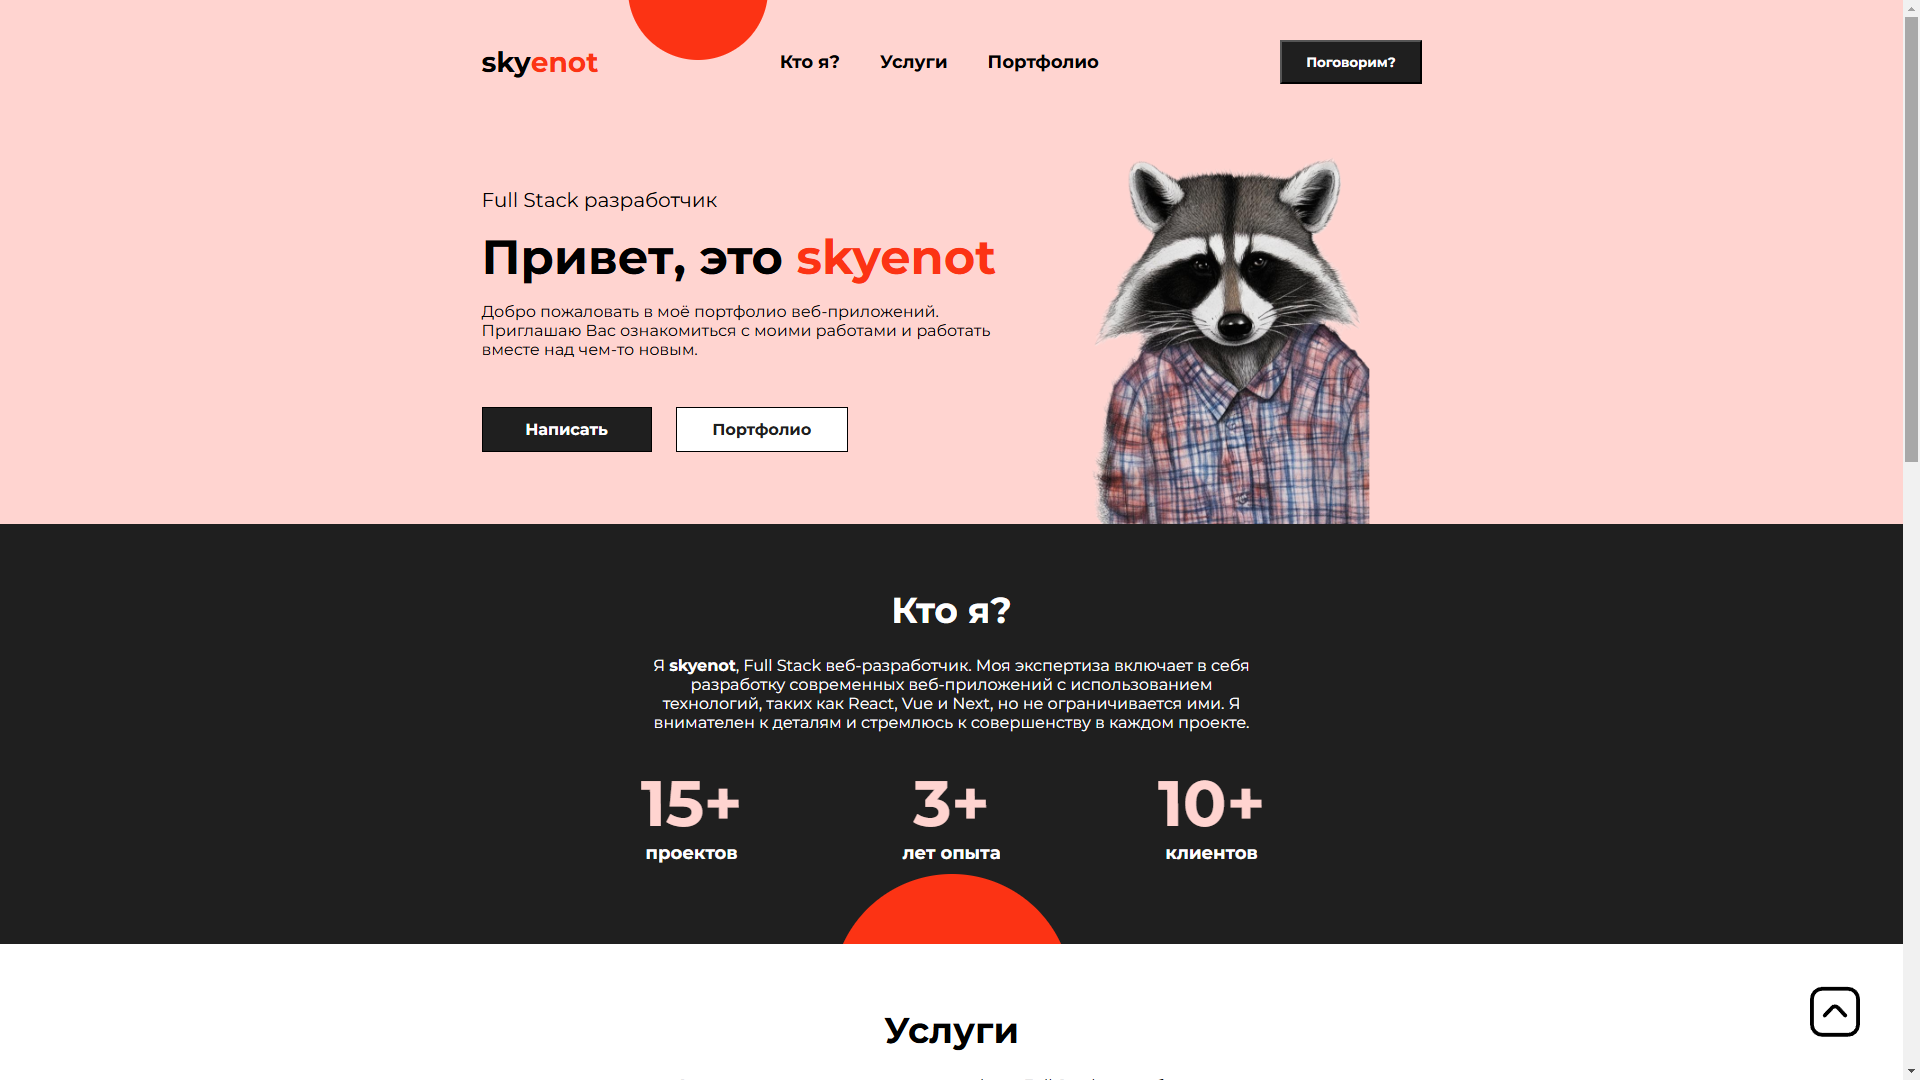 skyenot
Кто я?
Услуги
Портфолио
Поговорим?
Full Stack разработчик
Привет, это skyenot
Добро пожаловать в моё портфолио веб-приложений.
Приглашаю Вас ознакомиться с моими работами и работать
вместе над чем-то новым.
Написать
Портфолио
Кто я?
Я skyenot, Full Stack веб-разработчик. Моя экспертиза включает в себя
разработку современных веб-приложений с использованием
технологий, таких как React, Vue и Next, но не ограничивается ими. Я
внимателен к деталям и стремлюсь к совершенству в каждом проекте.
15+
проектов
3+
лет опыта
10+
клиентов
Услуги